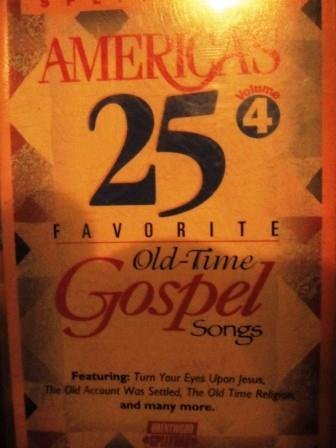 AMERICA'S
25
Volume
4
FAVORITE
Old-Time
Gospel
Songs
Featuring: Turn Your Eyes Upon Jesus,
The Old Account Was Settled, The Old Time Religion,
and many more.
BRENTWOOD